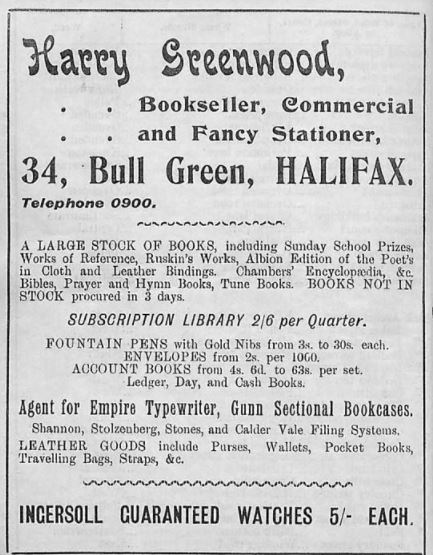 Harry Greenwood,
. . Bookseller, Commercial
. . and Fancy Stationer,
34, Bull Green, HALIFAX.
Telephone 0900.
A LARGE STOCK OF BOOKS, including Sunday School Prizes,
Works of Reference, Ruskin's Works, Albion Edition of the Poet's
in Cloth and Leather Bindings. Chambers' Encyclopædia, &c.
Bibles, Prayer and Hymn Books, Tune Books. BOOKS NOT IN
STOCK procured in 3 days.
SUBSCRIPTION LIBRARY 2/6 per Quarter.
FOUNTAIN PENS with Gold Nibs from 3s. to 30s. each.
ENVELOPES from 2s. per 1000.
ACCOUNT BOOKS from 4s. 6d. to 63s. per set.
Ledger, Day, and Cash Books.
Agent for Empire Typewriter, Gunn Sectional Bookcases.
Shannon, Stolzenberg, Stones, and Calder Vale Filing Systems.
LEATHER GOODS include Purses, Wallets, Pocket Books,
Travelling Bags, Straps, &c.
INGERSOLL GUARANTEED WATCHES 5/- EACH.